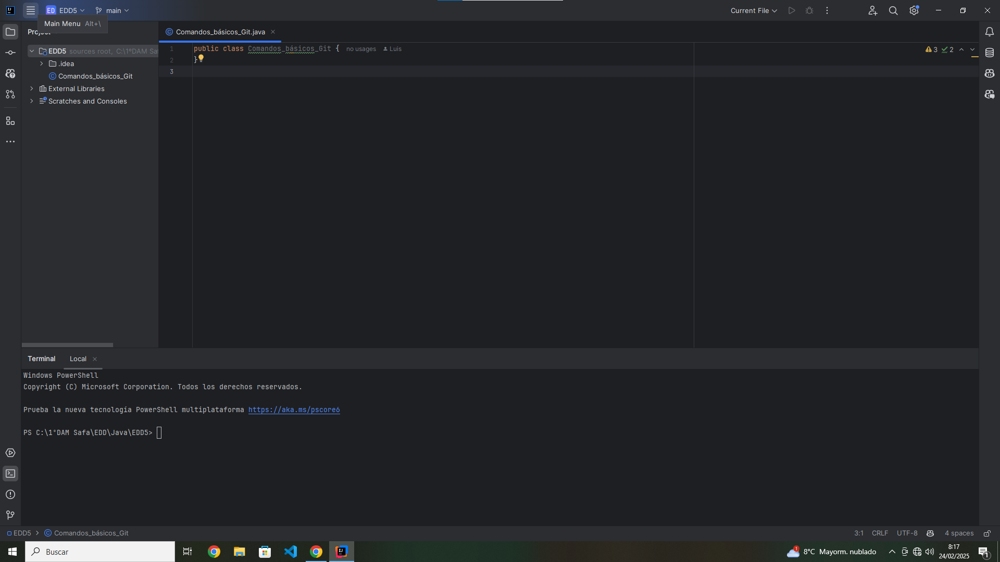 ED EDD5 main Current File
Main Menu Alt+\
Project
Comandos_básicos_Git.java
EDD5 sources root, C:\1ºDAM Sa
.idea
Comandos_básicos_Git
External Libraries
Scratches and Consoles
1 public class Comandos_básicos_Git { no usages Luis
2 }
3
3 2
Terminal Local
Windows PowerShell
Copyright (C) Microsoft Corporation. Todos los derechos reservados.
Prueba la nueva tecnología PowerShell multiplataforma https://aka.ms/pscore6
PS C:\1ºDAM Safa\EDD\Java\EDD5>
EDD5 Comandos_básicos_Git
3:1 CRLF UTF-8 4 spaces
Buscar
1 8°C Mayorm. nublado
8:17
24/02/2025
1